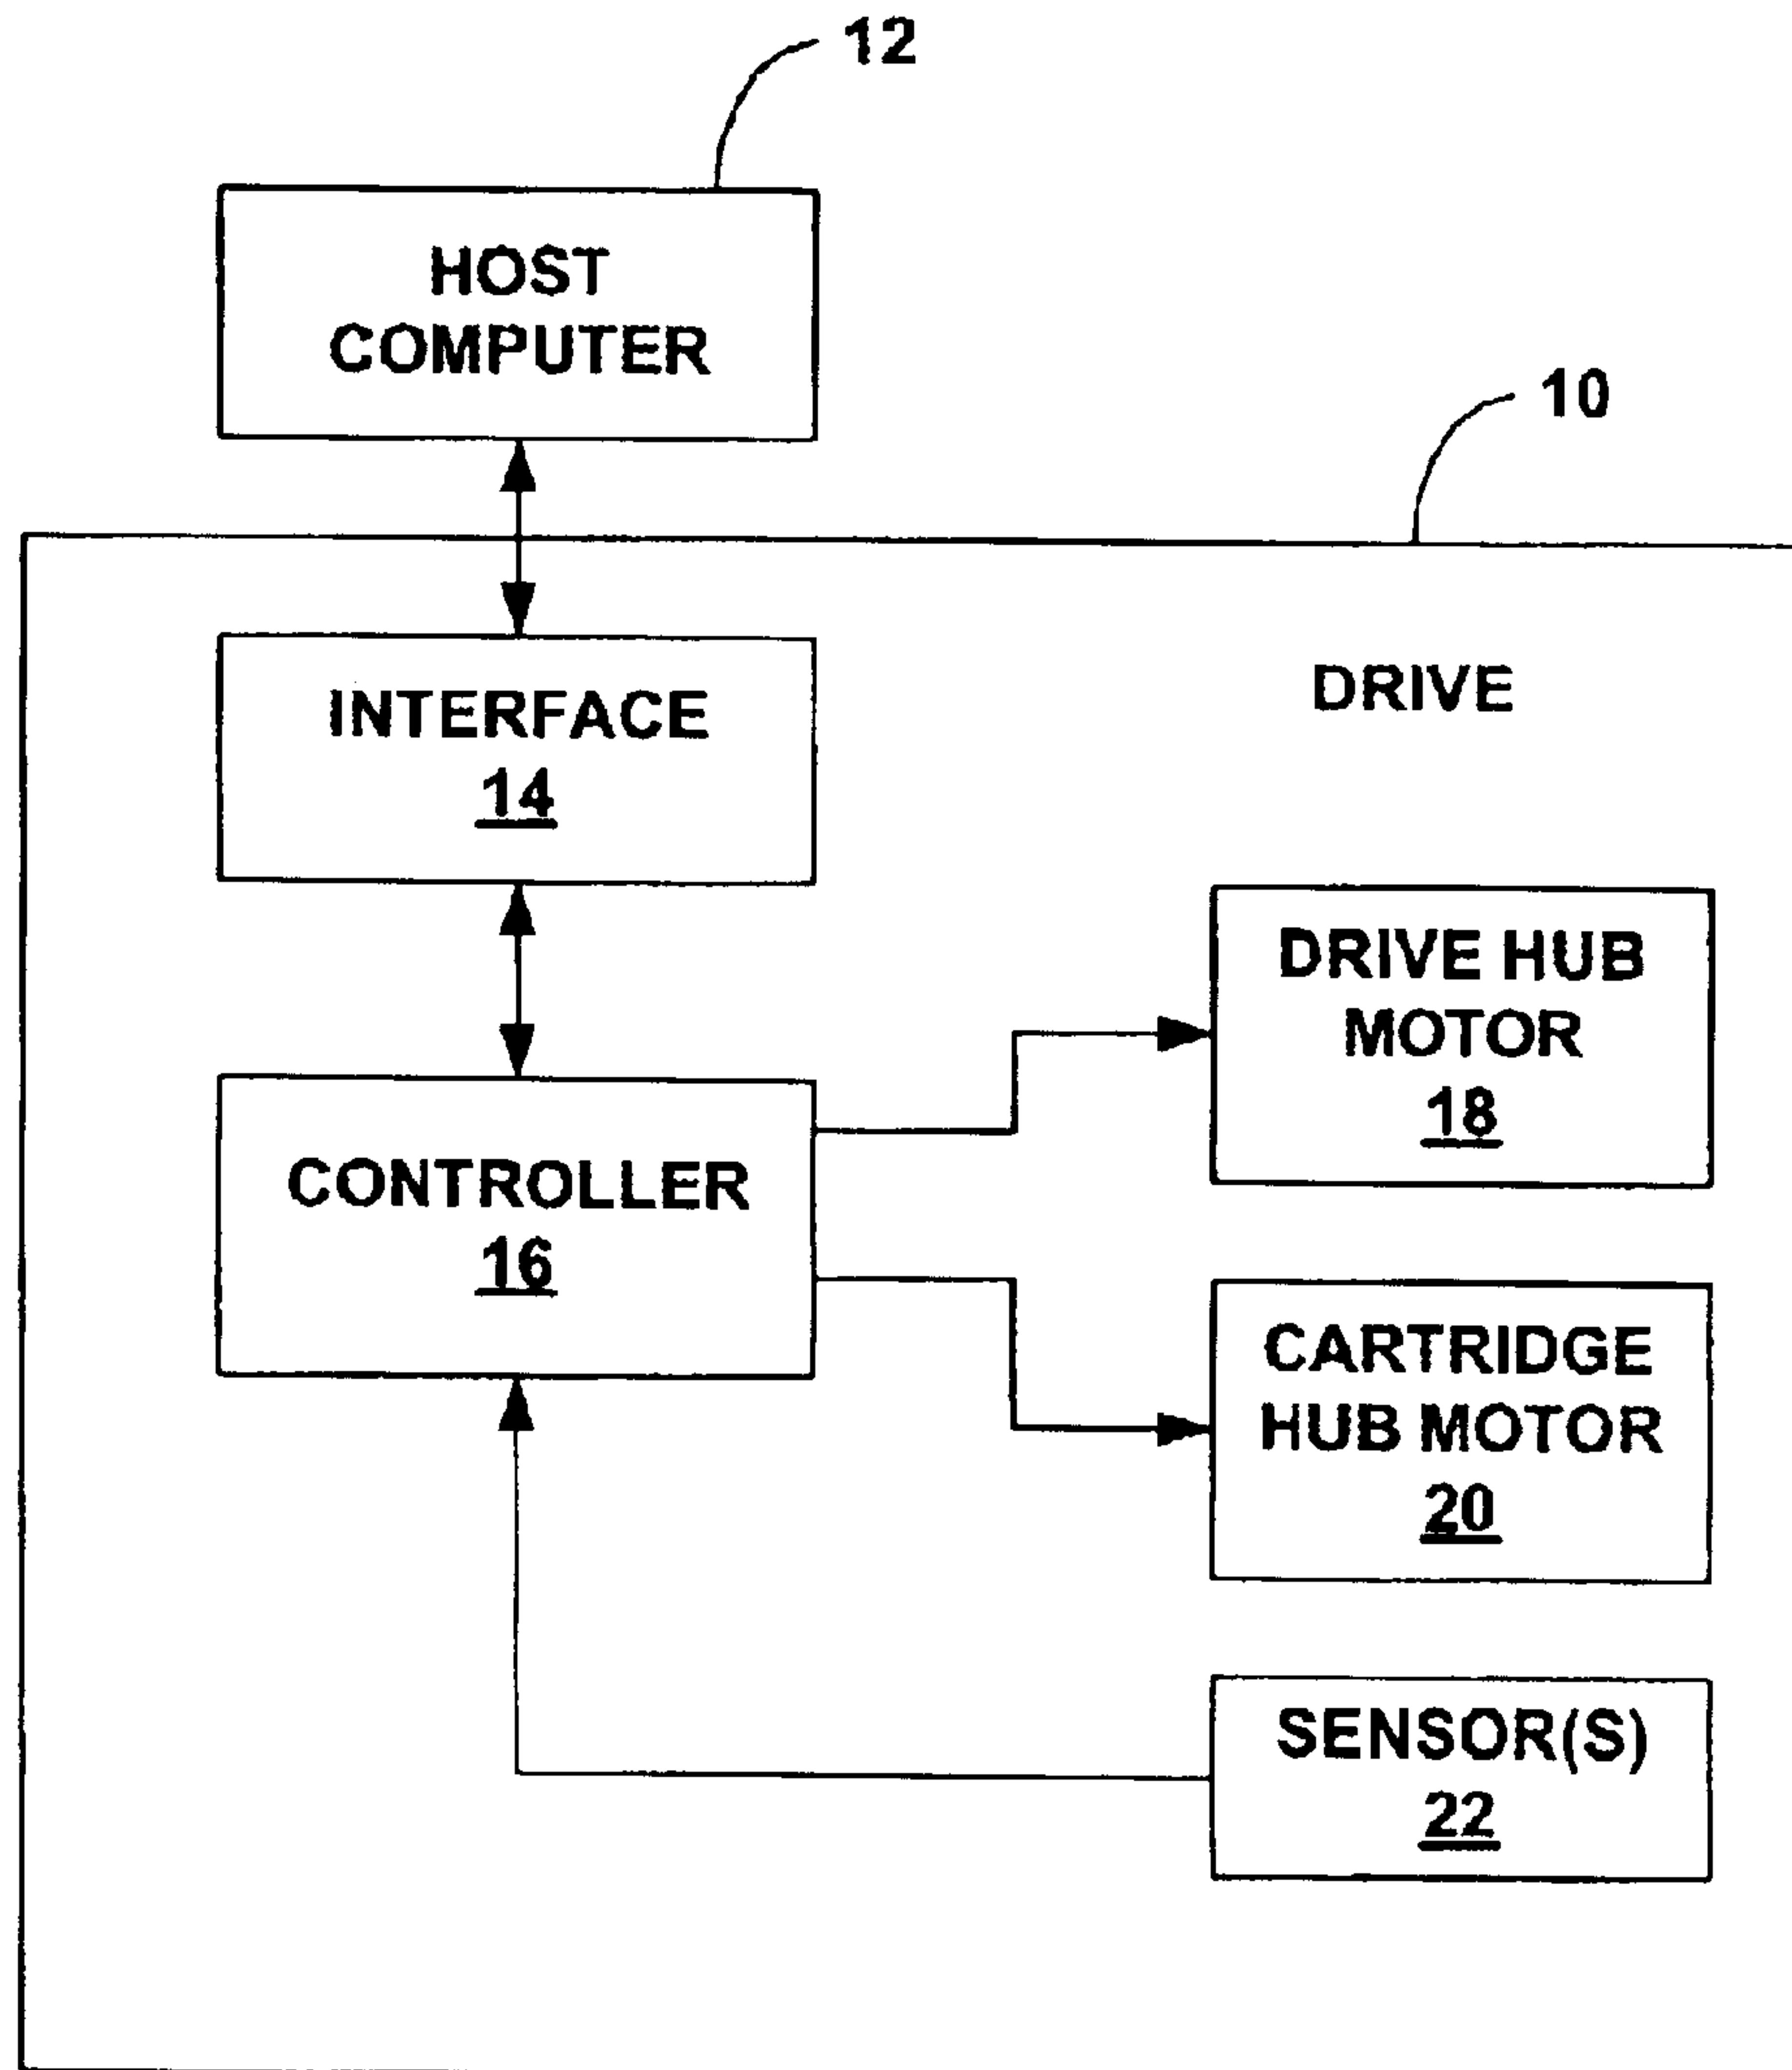 12
HOST
COMPUTER
10
INTERFACE
14
DRIVE
DRIVE HUB
MOTOR
18
CONTROLLER
16
CARTRIDGE
HUB MOTOR
20
SENSOR(S)
22